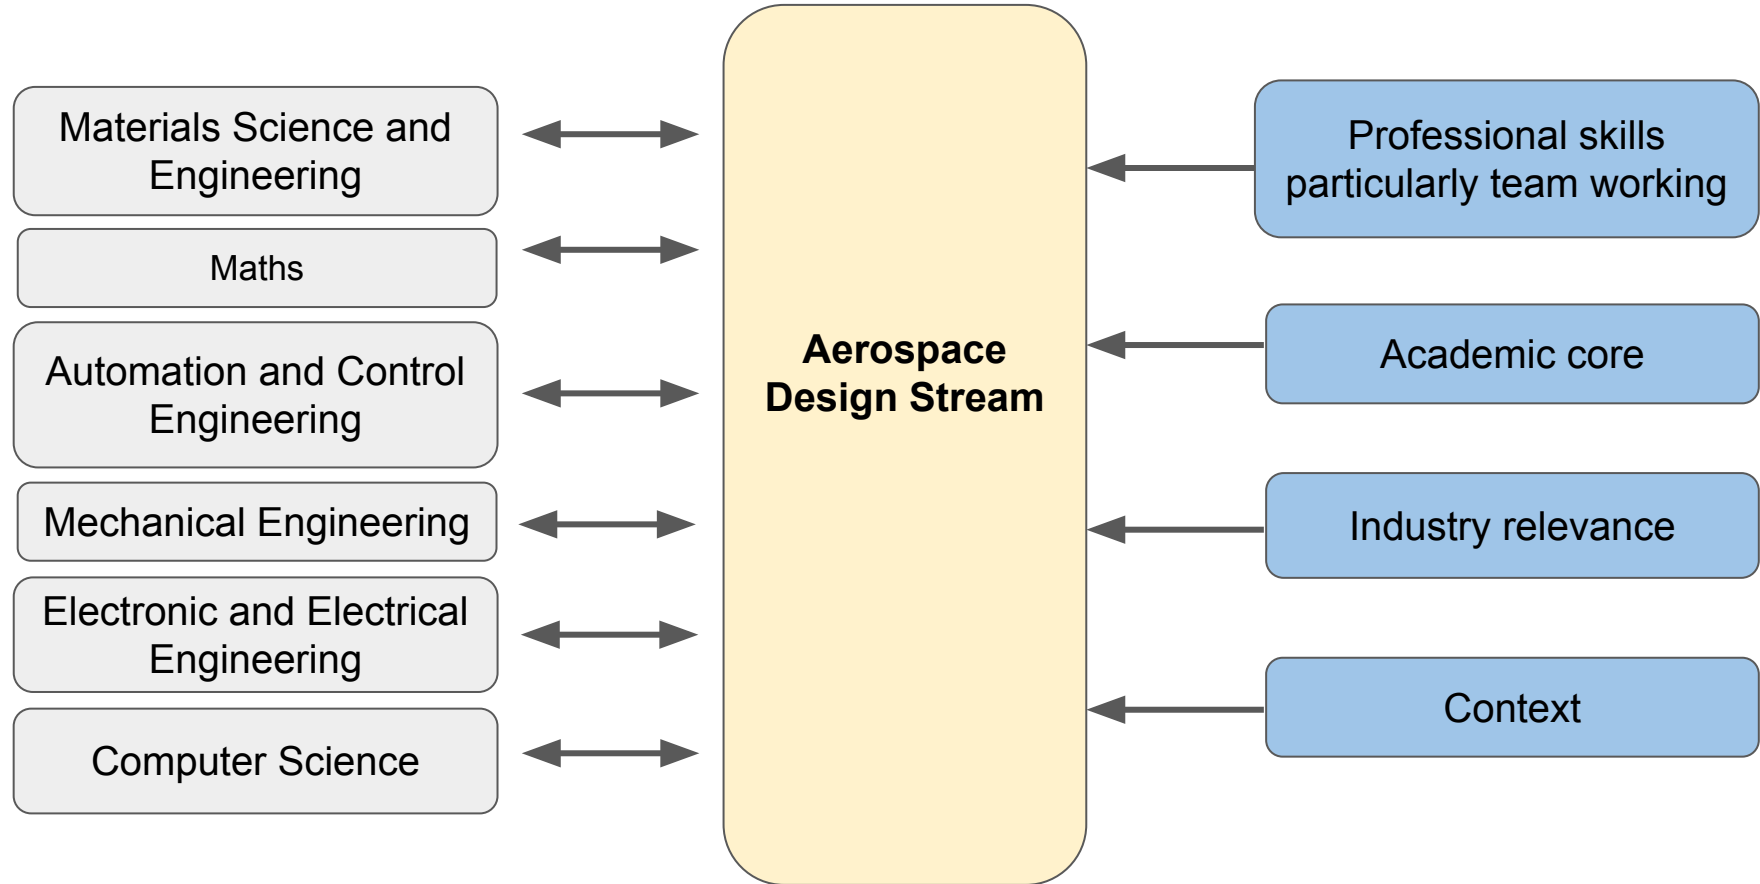 Materials Science and
Engineering
Maths
Automation and Control
Engineering
Mechanical Engineering
Electronic and Electrical
Engineering
Computer Science
Aerospace
Design Stream
Professional skills
particularly team working
Academic core
Industry relevance
Context